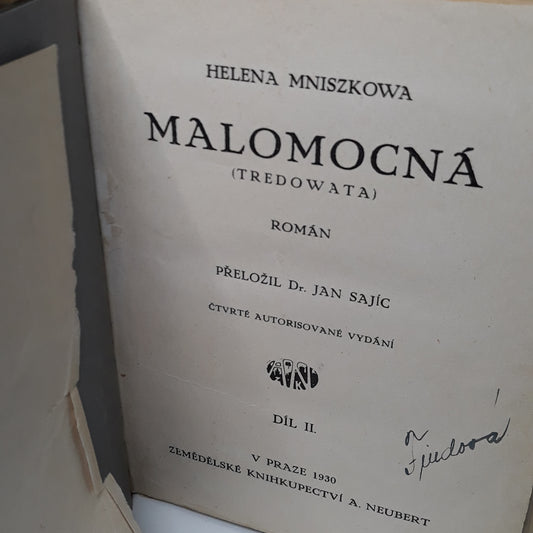 HELENA MNISZKOWA
MALOMOCNÁ
(TREDOWATA)
ROMÁN
PŘELOŽIL Dr. JAN SAJÍC
ČTVRTÉ AUTORISOVANÉ VYDÁNÍ
DÍL II.
V PRAZE 1930
ZEMĚDĚLSKÉ KNIHKUPECTVÍ A. NEUBERT